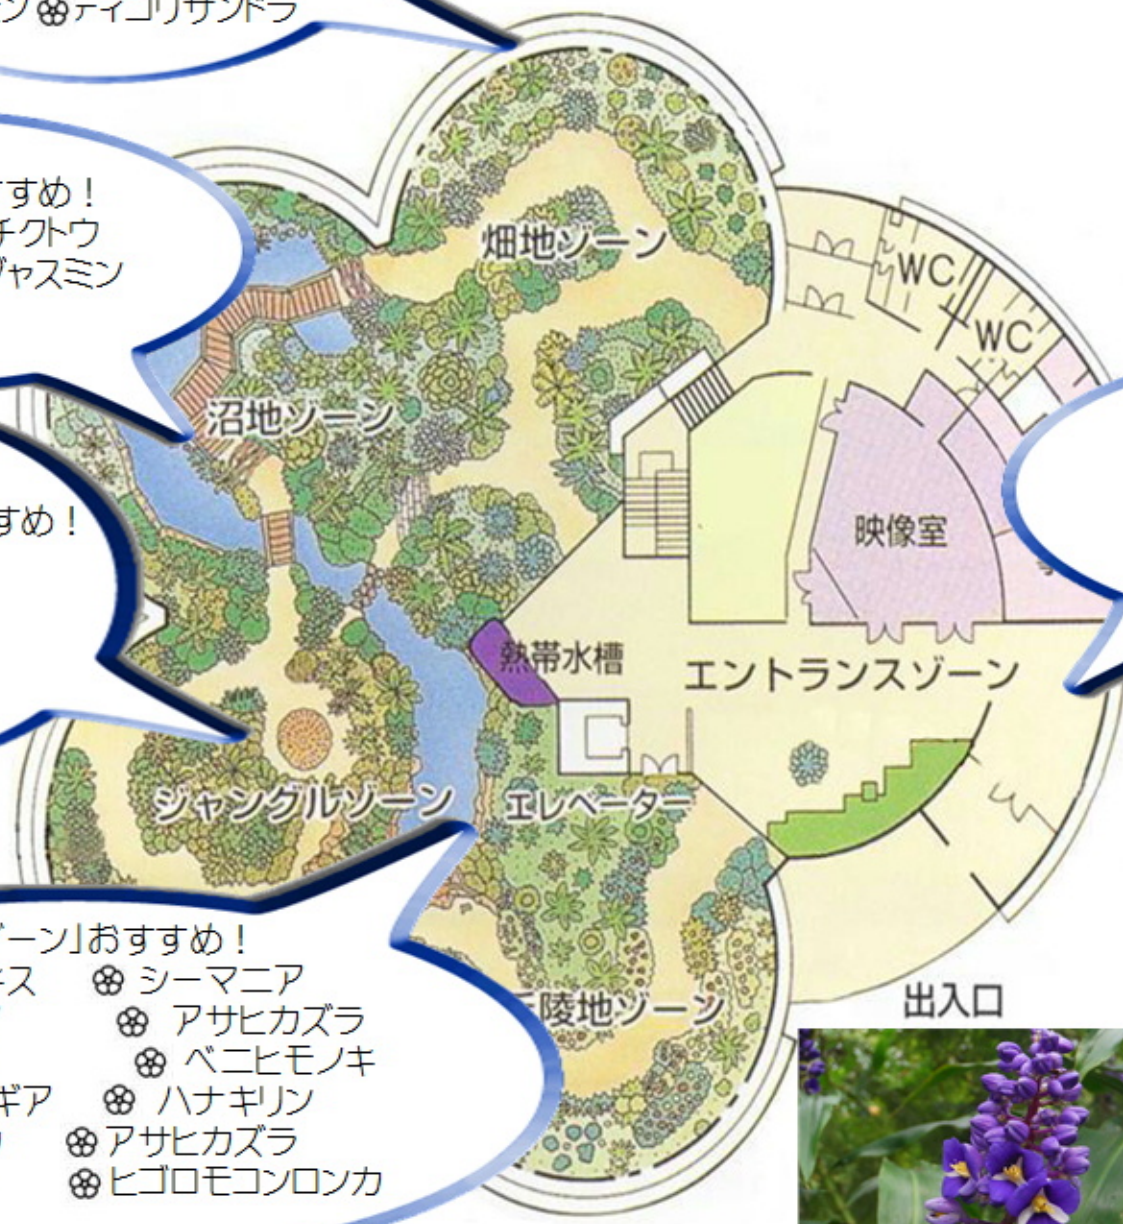 ン ❀ディコリサンドラ
すすめ！
チクトウ
ジャスミン
畑地ゾーン
WC
WC
沼地ゾーン
すめ！
映像室
熱帯水槽
エントランスゾーン
ジャングルゾーン
エレベーター
ゾーン」おすすめ！
キス ❀ シーマニア
❀ アサヒカズラ
❀ ベニヒモノキ
ギア ❀ ハナキリン
❀ アサヒカズラ
❀ ヒゴロモコンロンカ
丘陵地ゾーン
出入口